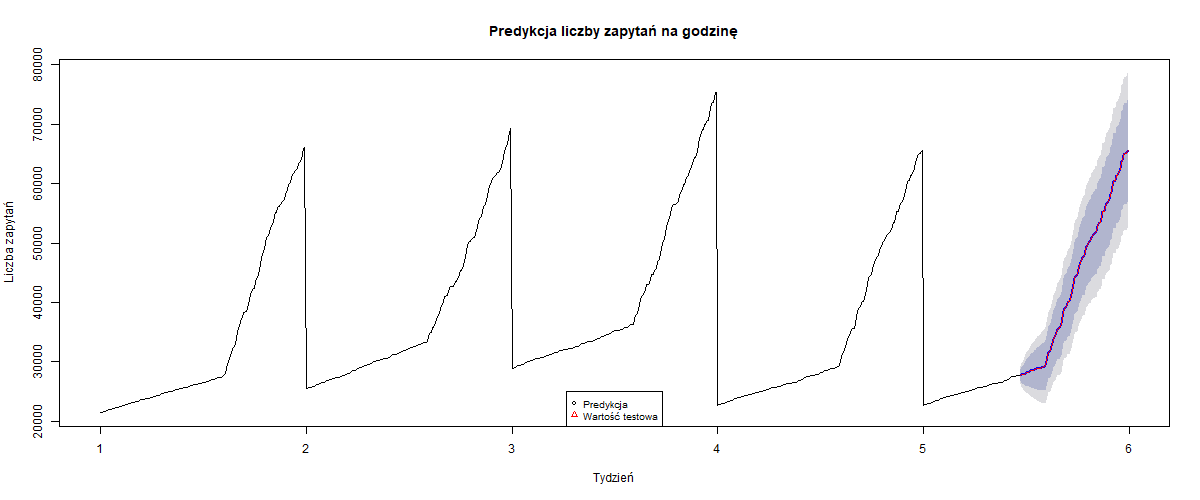 Predykcja liczby zapytań na godzinę
Liczba zapytań
80000
70000
60000
50000
40000
30000
20000
Predykcja
Wartość testowa
1 2 3 4 5 6
Tydzień